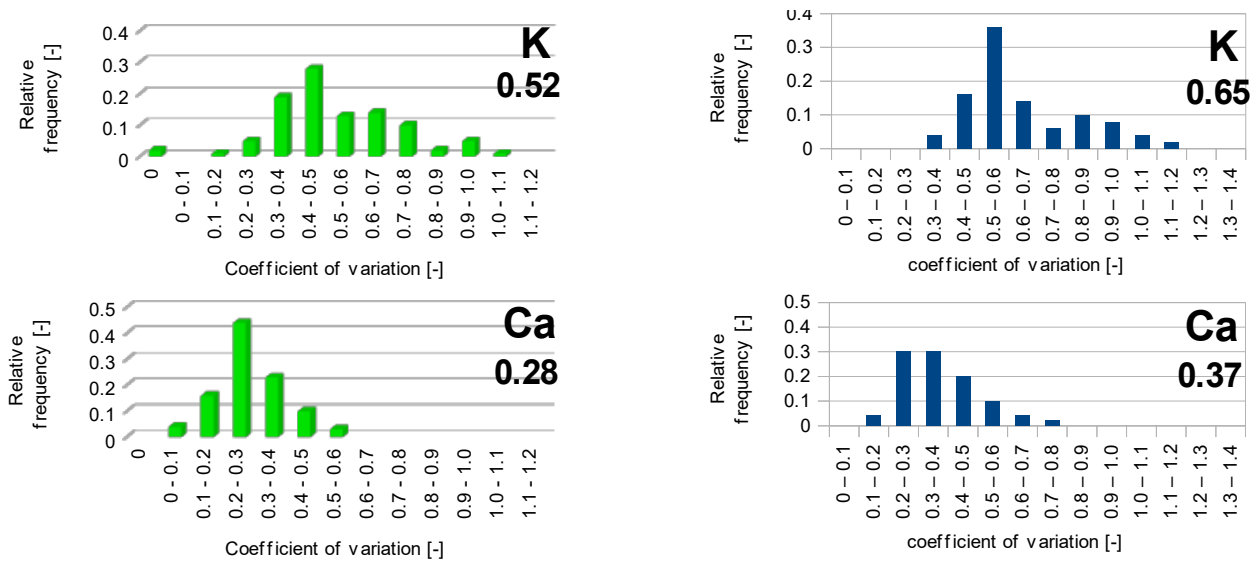 0.4
0.3
0.2
0.1
0
Relative
frequency [-]
K
0.52
0
0 - 0.1
0.1 - 0.2
0.2 - 0.3
0.3 - 0.4
0.4 - 0.5
0.5 - 0.6
0.6 - 0.7
0.7 - 0.8
0.8 - 0.9
0.9 - 1.0
1.0 - 1.1
1.1 - 1.2
Coefficient of variation [-]
0.4
0.3
0.2
0.1
0
Relative
frequency [-]
K
0.65
0 – 0.1
0.1 – 0.2
0.2 – 0.3
0.3 – 0.4
0.4 – 0.5
0.5 – 0.6
0.6 – 0.7
0.7 – 0.8
0.8 – 0.9
0.9 – 1.0
1.0 – 1.1
1.1 – 1.2
1.2 – 1.3
1.3 – 1.4
coefficient of variation [-]
0.5
0.4
0.3
0.2
0.1
0
Relative
frequency [-]
Ca
0.28
0
0 - 0.1
0.1 - 0.2
0.2 - 0.3
0.3 - 0.4
0.4 - 0.5
0.5 - 0.6
0.6 - 0.7
0.7 - 0.8
0.8 - 0.9
0.9 - 1.0
1.0 - 1.1
1.1 - 1.2
Coefficient of variation [-]
0.5
0.4
0.3
0.2
0.1
0
Relative
frequency [-]
Ca
0.37
0 – 0.1
0.1 – 0.2
0.2 – 0.3
0.3 – 0.4
0.4 – 0.5
0.5 – 0.6
0.6 – 0.7
0.7 – 0.8
0.8 – 0.9
0.9 – 1.0
1.0 – 1.1
1.1 – 1.2
1.2 – 1.3
1.3 – 1.4
coefficient of variation [-]